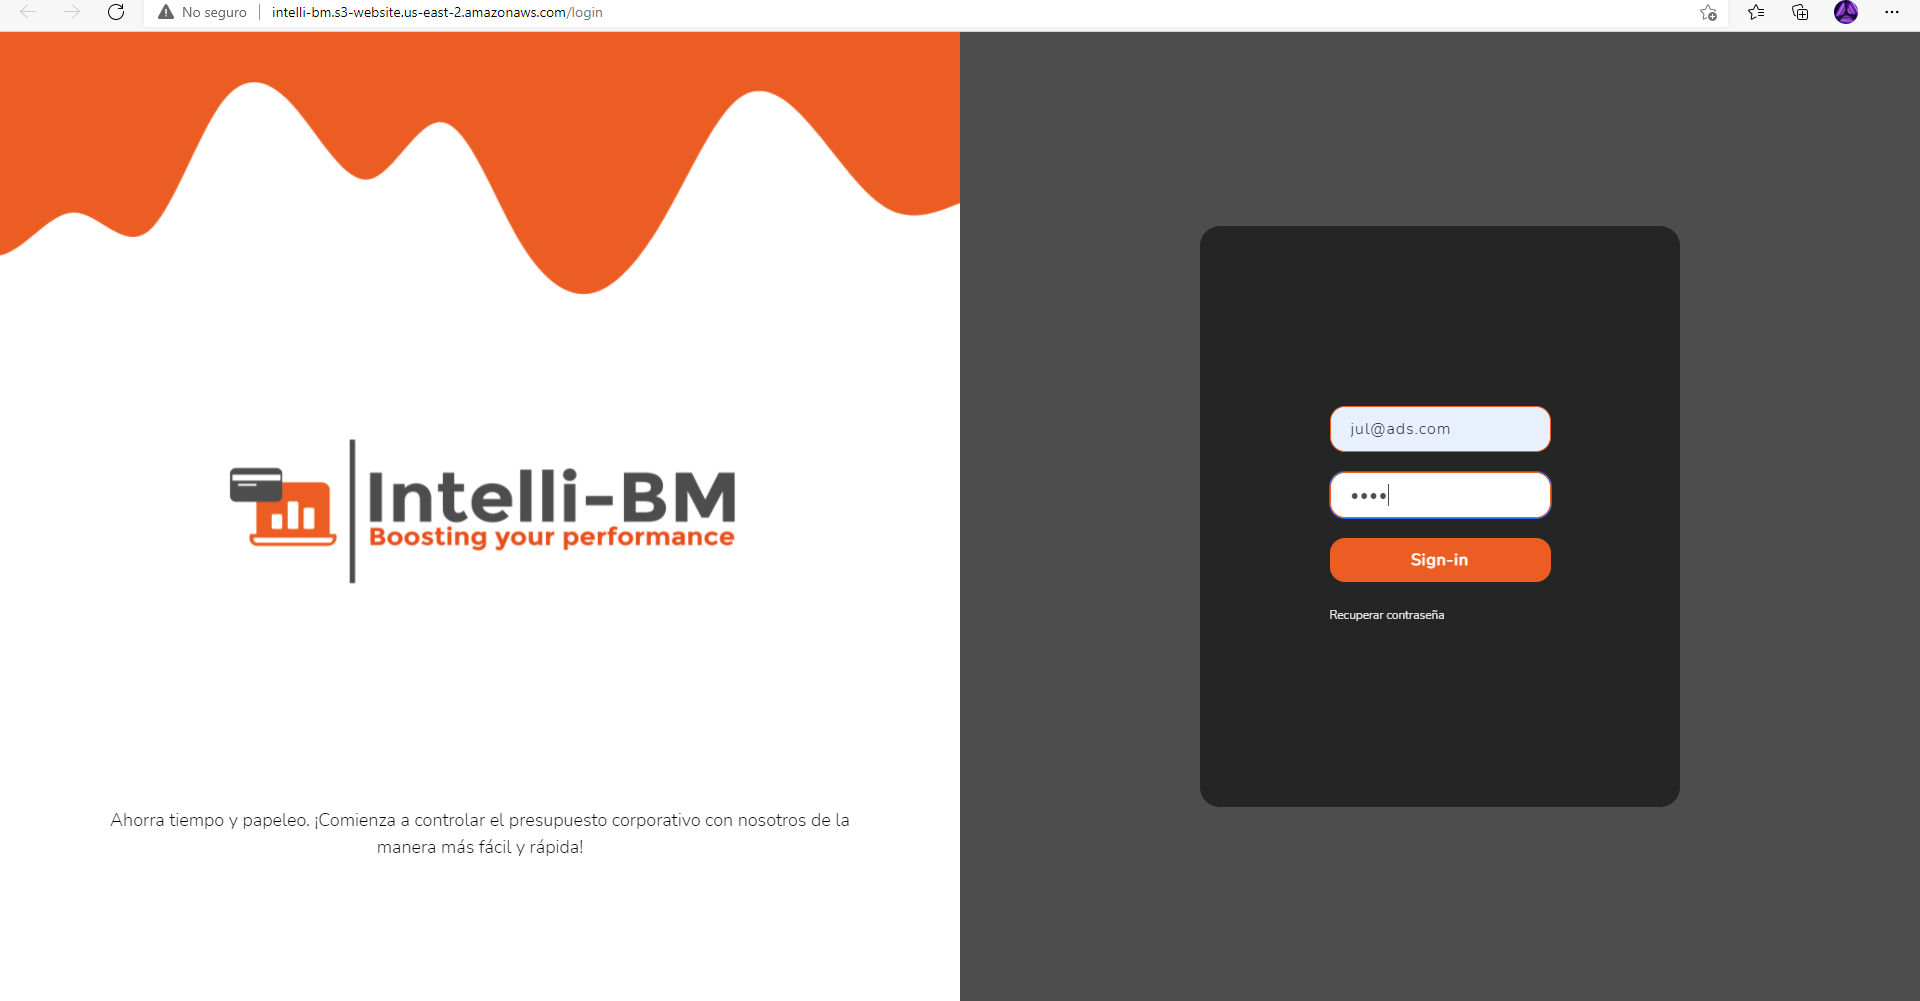 No seguro
intelli-bm.s3-website.us-east-2.amazonaws.com/login
Intelli-BM
Boosting your performance
Ahorra tiempo y papeleo. ¡Comienza a controlar el presupuesto corporativo con nosotros de la
manera más fácil y rápida!
jul@ads.com
••••
Sign-in
Recuperar contraseña